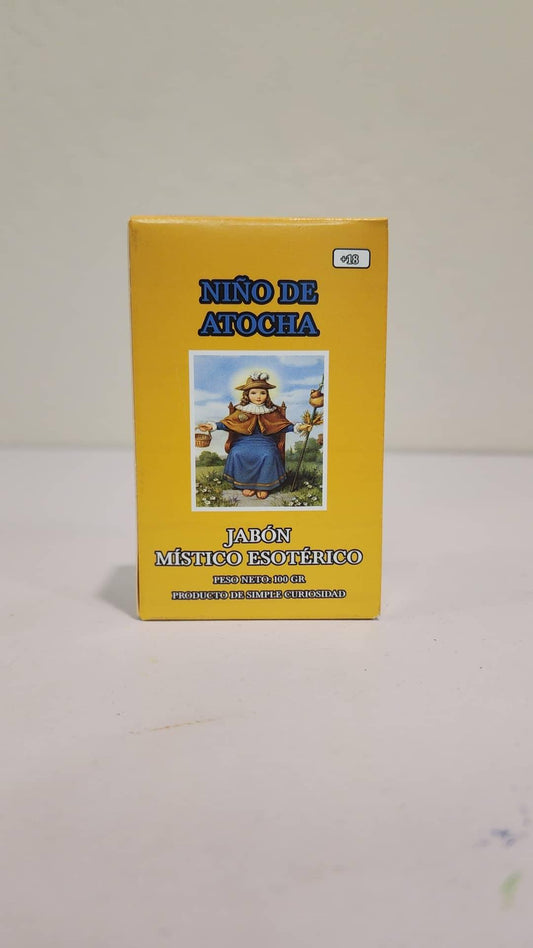 +18
NIÑO DE
ATOCHA
JABÓN
MÍSTICO ESOTÉRICO
PESO NETO: 100 GR
PRODUCTO DE SIMPLE CURIOSIDAD